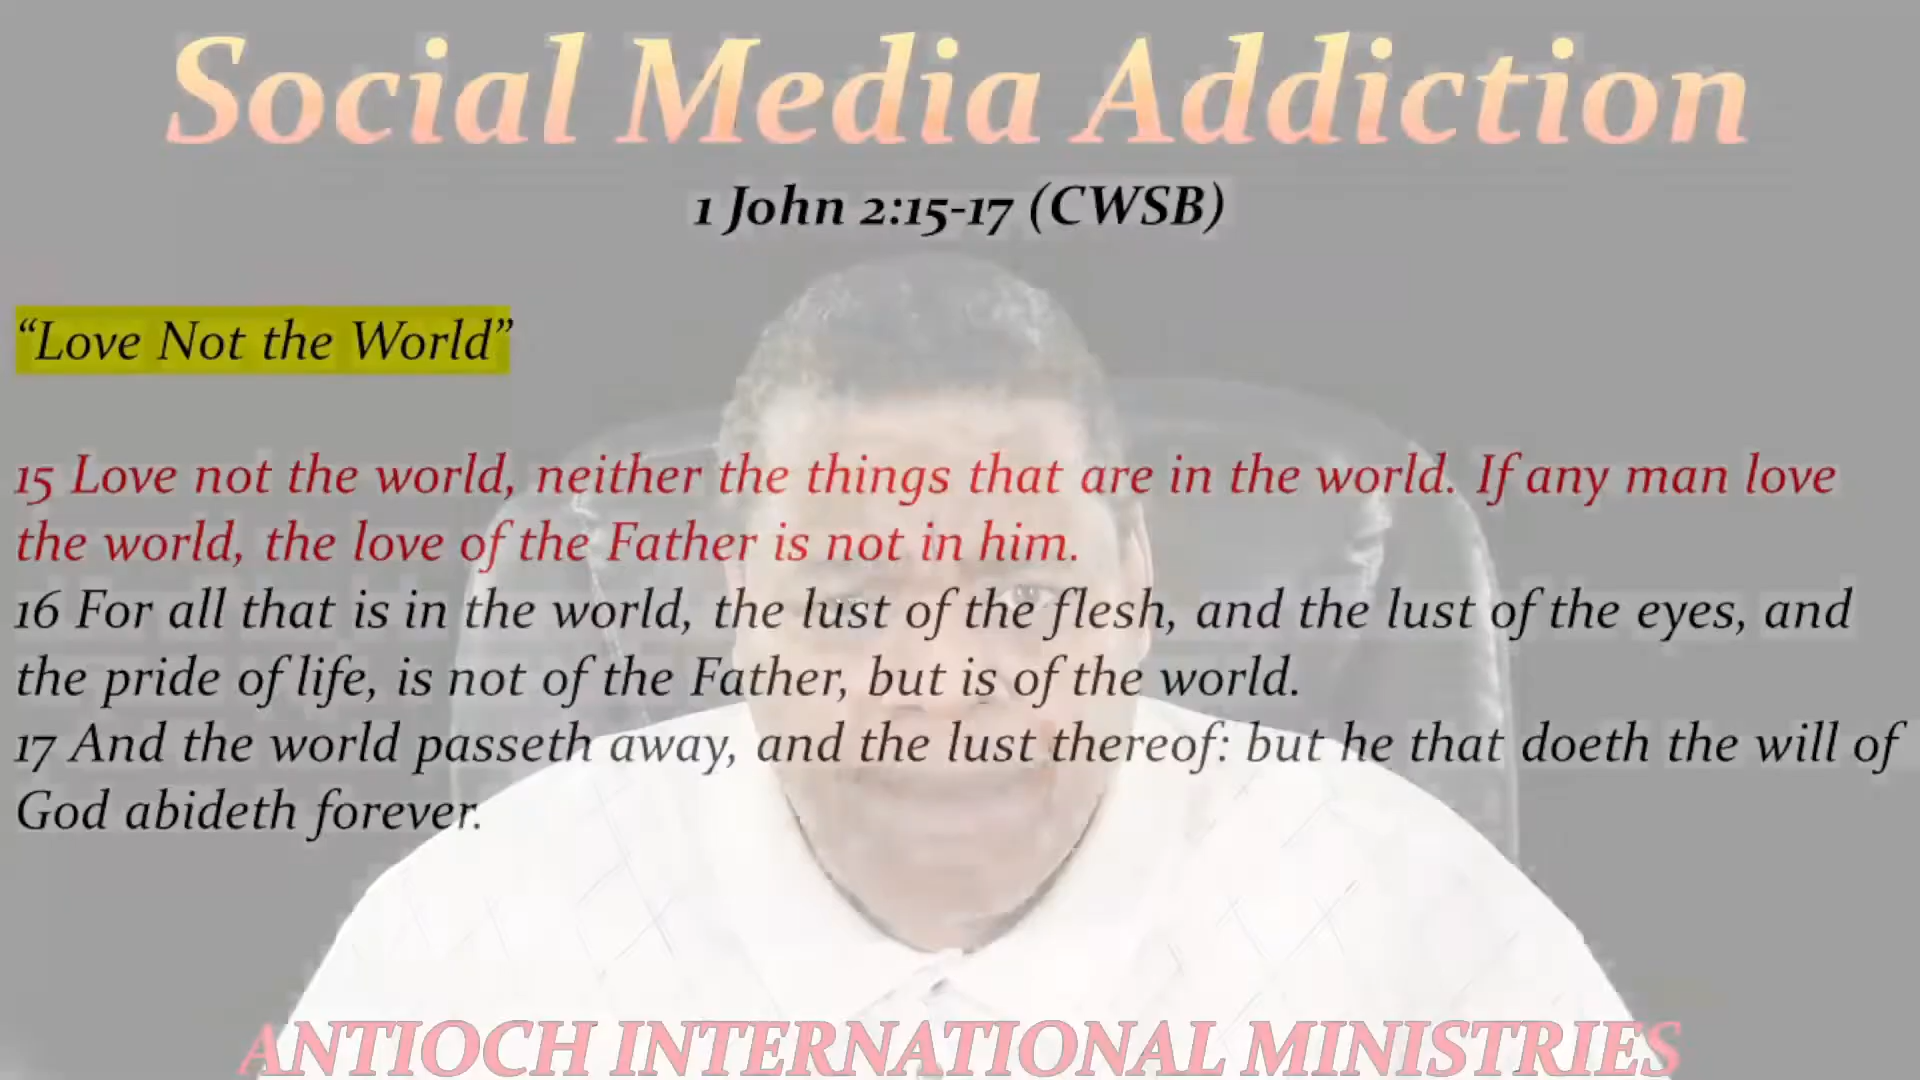 Social Media Addiction
1 John 2:15-17 (CWSB)
“Love Not the World”
15 Love not the world, neither the things that are in the world. If any man love
the world, the love of the Father is not in him.
16 For all that is in the world, the lust of the flesh, and the lust of the eyes, and
the pride of life, is not of the Father, but is of the world.
17 And the world passeth away, and the lust thereof: but he that doeth the will of
God abideth forever.
ANTIOCH INTERNATIONAL MINISTRIES